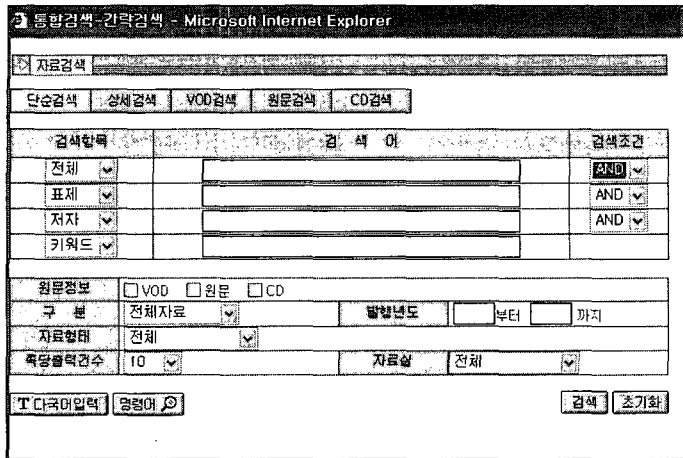 통합검색-간략검색 - Microsoft Internet Explorer
자료검색
단순검색 상세검색 VOD검색 원문검색 CD검색
검색항목 검 색 어 검색조건
전체 AND
표제 AND
저자 AND
키워드
원문정보 VOD 원문 CD
구 분 전체자료 발행년도 부터 까지
자료형태 전체
쪽당출력건수 10 자료실 전체
T 다국어입력 명령어 검색 초기화